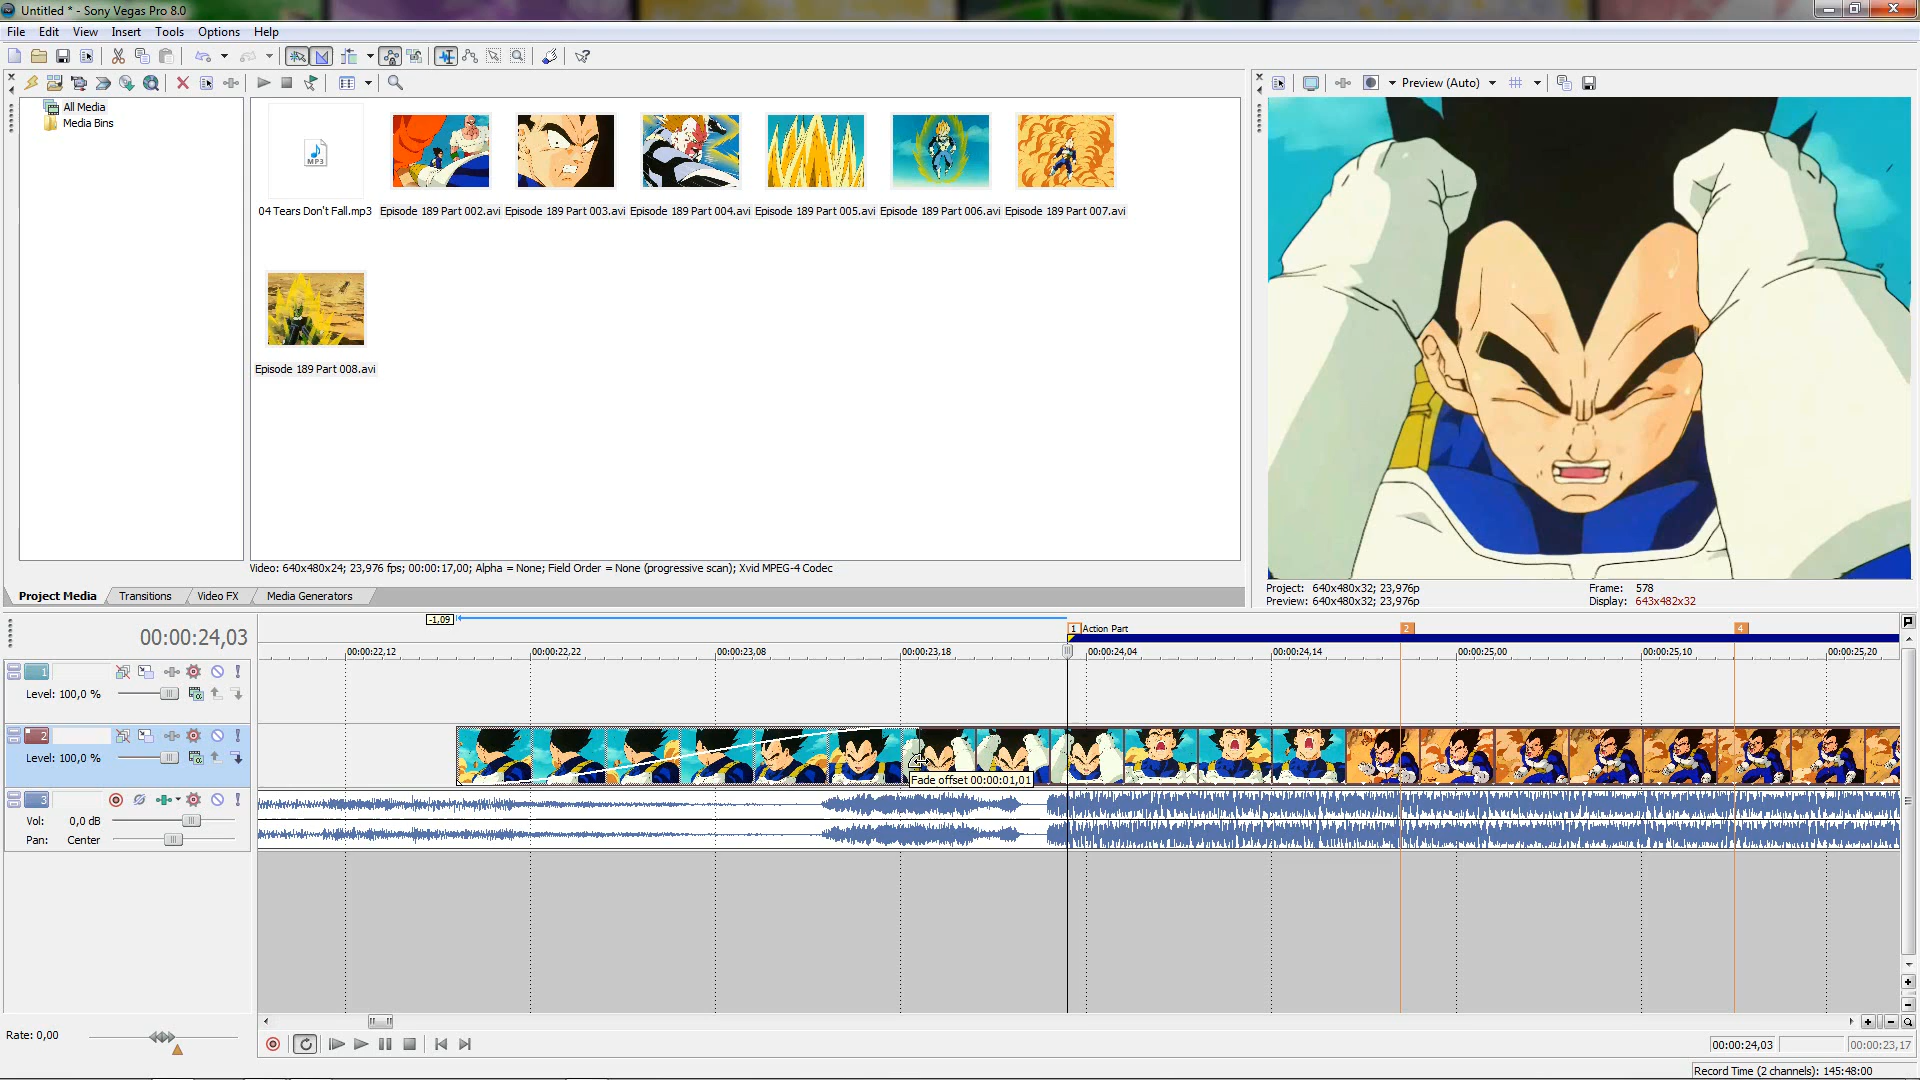 Untitled * - Sony Vegas Pro 8.0
File Edit View Insert Tools Options Help
All Media
Media Bins
MP3
04 Tears Don't Fall.mp3 Episode 189 Part 002.avi Episode 189 Part 003.avi Episode 189 Part 004.avi Episode 189 Part 005.avi Episode 189 Part 006.avi Episode 189 Part 007.avi
Episode 189 Part 008.avi
Video: 640x480x24; 23,976 fps; 00:00:17,00; Alpha = None; Field Order = None (progressive scan); Xvid MPEG-4 Codec
Project Media Transitions Video FX Media Generators
Preview (Auto)
Project: 640x480x32; 23,976p Frame: 578
Preview: 640x480x32; 23,976p Display: 643x482x32
00:00:24,03
-1,09
1 Action Part 2 4
00:00:22,12 00:00:22,22 00:00:23,08 00:00:23,18 00:00:24,04 00:00:24,14 00:00:25,00 00:00:25,10 00:00:25,20
1
Level: 100,0 %
2
Level: 100,0 %
Fade offset 00:00:01,01
3
Vol: 0,0 dB
Pan: Center
Rate: 0,00
00:00:24,03 00:00:23,17
Record Time (2 channels): 145:48:00